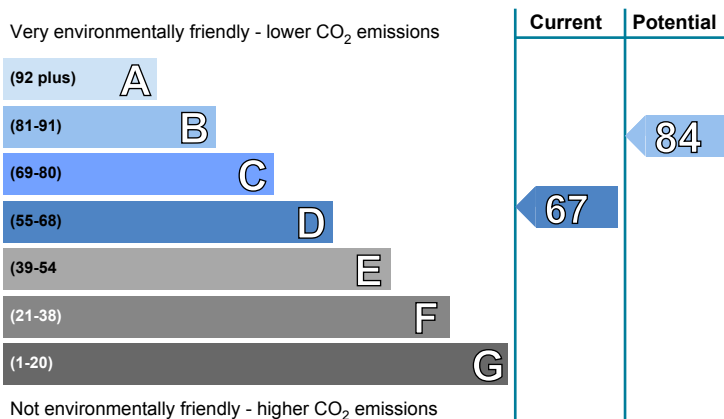 Current Potential
Very environmentally friendly - lower CO2 emissions
(92 plus) A
(81-91) B
84
(69-80) C
(55-68) D
67
(39-54 E
(21-38) F
(1-20) G
Not environmentally friendly - higher CO2 emissions